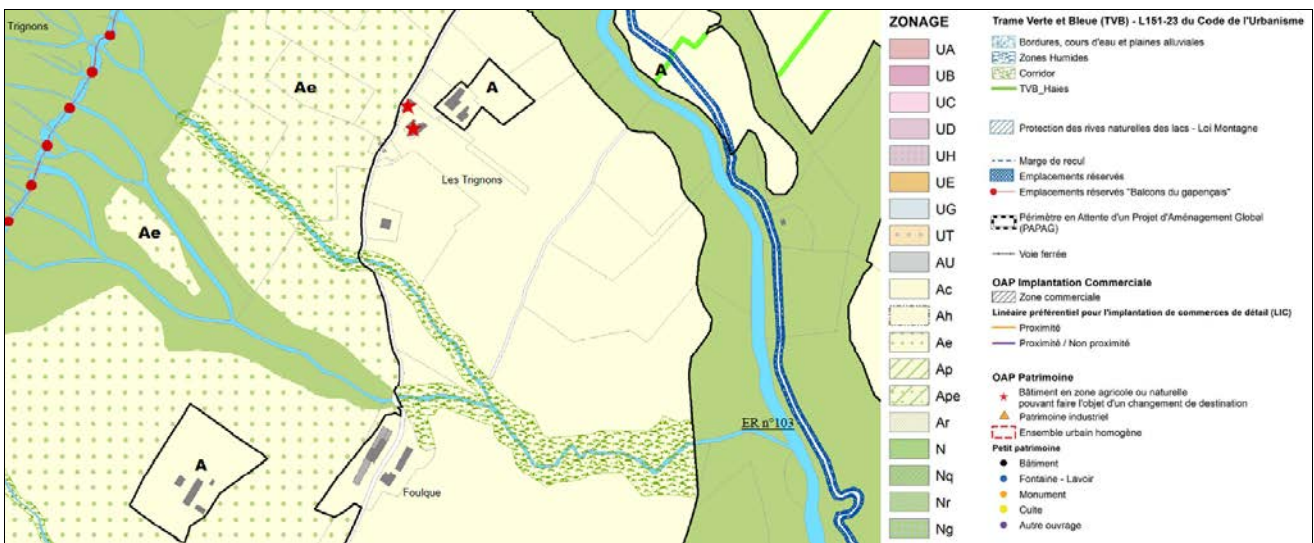 Trignons
Ae
A
A
Les Trignons
Ae
A
Foulque
ER n°103
ZONAGE
UA
UB
UC
UD
UH
UE
UG
UT
AU
Ac
Ah
Ae
Ap
Ape
Ar
N
Nq
Nr
Ng
Trame Verte et Bleue (TVB) - L151-23 du Code de l'Urbanisme
Bordures, cours d'eau et plaines alluviales
Zones Humides
Corridor
TVB_Haies
Protection des rives naturelles des lacs - Loi Montagne
Marge de recul
Emplacements réservés
Emplacements réservés "Balcons du gapençais"
Périmètre en Attente d'un Projet d'Aménagement Global
(PAPAG)
Voie ferrée
OAP Implantation Commerciale
Zone commerciale
Linéaire préférentiel pour l'implantation de commerces de détail (LIC)
Proximité
Proximité / Non proximité
OAP Patrimoine
Bâtiment en zone agricole ou naturelle
pouvant faire l'objet d'un changement de destination
Patrimoine industriel
Ensemble urbain homogène
Petit patrimoine
Bâtiment
Fontaine - Lavoir
Monument
Culte
Autre ouvrage